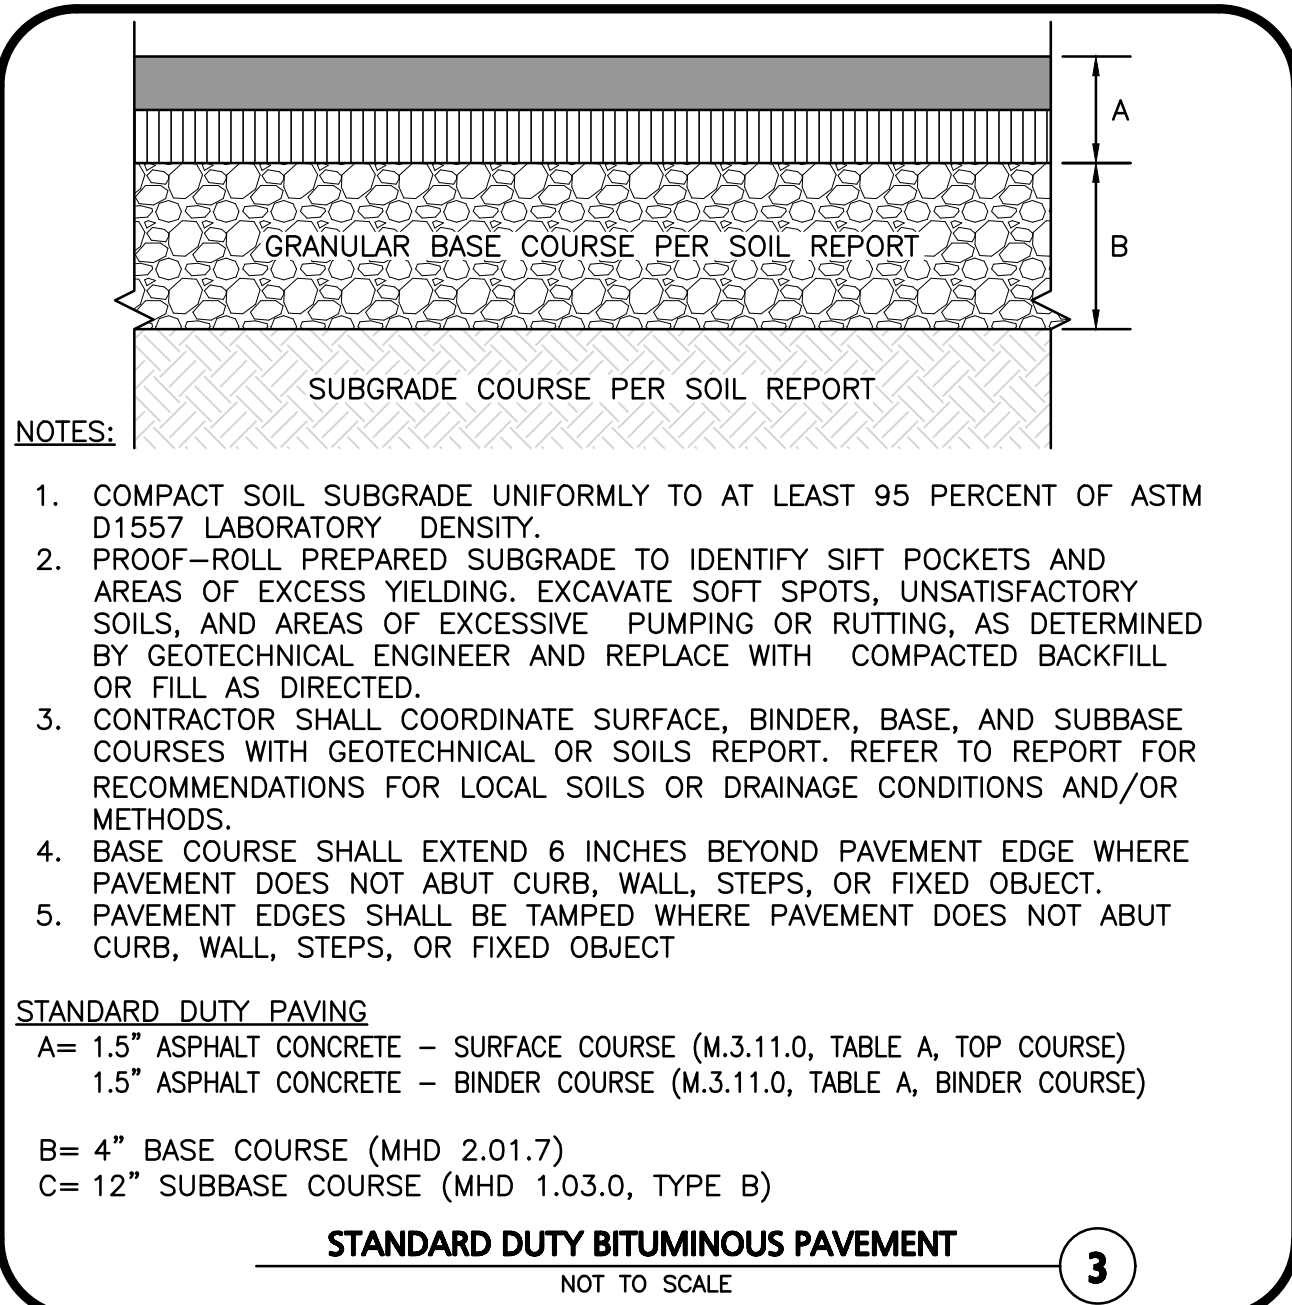 A
GRANULAR BASE COURSE PER SOIL REPORT
B
SUBGRADE COURSE PER SOIL REPORT
NOTES:
1. COMPACT SOIL SUBGRADE UNIFORMLY TO AT LEAST 95 PERCENT OF ASTM
D1557 LABORATORY DENSITY.
2. PROOF-ROLL PREPARED SUBGRADE TO IDENTIFY SIFT POCKETS AND
AREAS OF EXCESS YIELDING. EXCAVATE SOFT SPOTS, UNSATISFACTORY
SOILS, AND AREAS OF EXCESSIVE PUMPING OR RUTTING, AS DETERMINED
BY GEOTECHNICAL ENGINEER AND REPLACE WITH COMPACTED BACKFILL
OR FILL AS DIRECTED.
3. CONTRACTOR SHALL COORDINATE SURFACE, BINDER, BASE, AND SUBBASE
COURSES WITH GEOTECHNICAL OR SOILS REPORT. REFER TO REPORT FOR
RECOMMENDATIONS FOR LOCAL SOILS OR DRAINAGE CONDITIONS AND/OR
METHODS.
4. BASE COURSE SHALL EXTEND 6 INCHES BEYOND PAVEMENT EDGE WHERE
PAVEMENT DOES NOT ABUT CURB, WALL, STEPS, OR FIXED OBJECT.
5. PAVEMENT EDGES SHALL BE TAMPED WHERE PAVEMENT DOES NOT ABUT
CURB, WALL, STEPS, OR FIXED OBJECT
STANDARD DUTY PAVING
A= 1.5" ASPHALT CONCRETE - SURFACE COURSE (M.3.11.0, TABLE A, TOP COURSE)
1.5" ASPHALT CONCRETE - BINDER COURSE (M.3.11.0, TABLE A, BINDER COURSE)
B= 4" BASE COURSE (MHD 2.01.7)
C= 12" SUBBASE COURSE (MHD 1.03.0, TYPE B)
STANDARD DUTY BITUMINOUS PAVEMENT
3
NOT TO SCALE